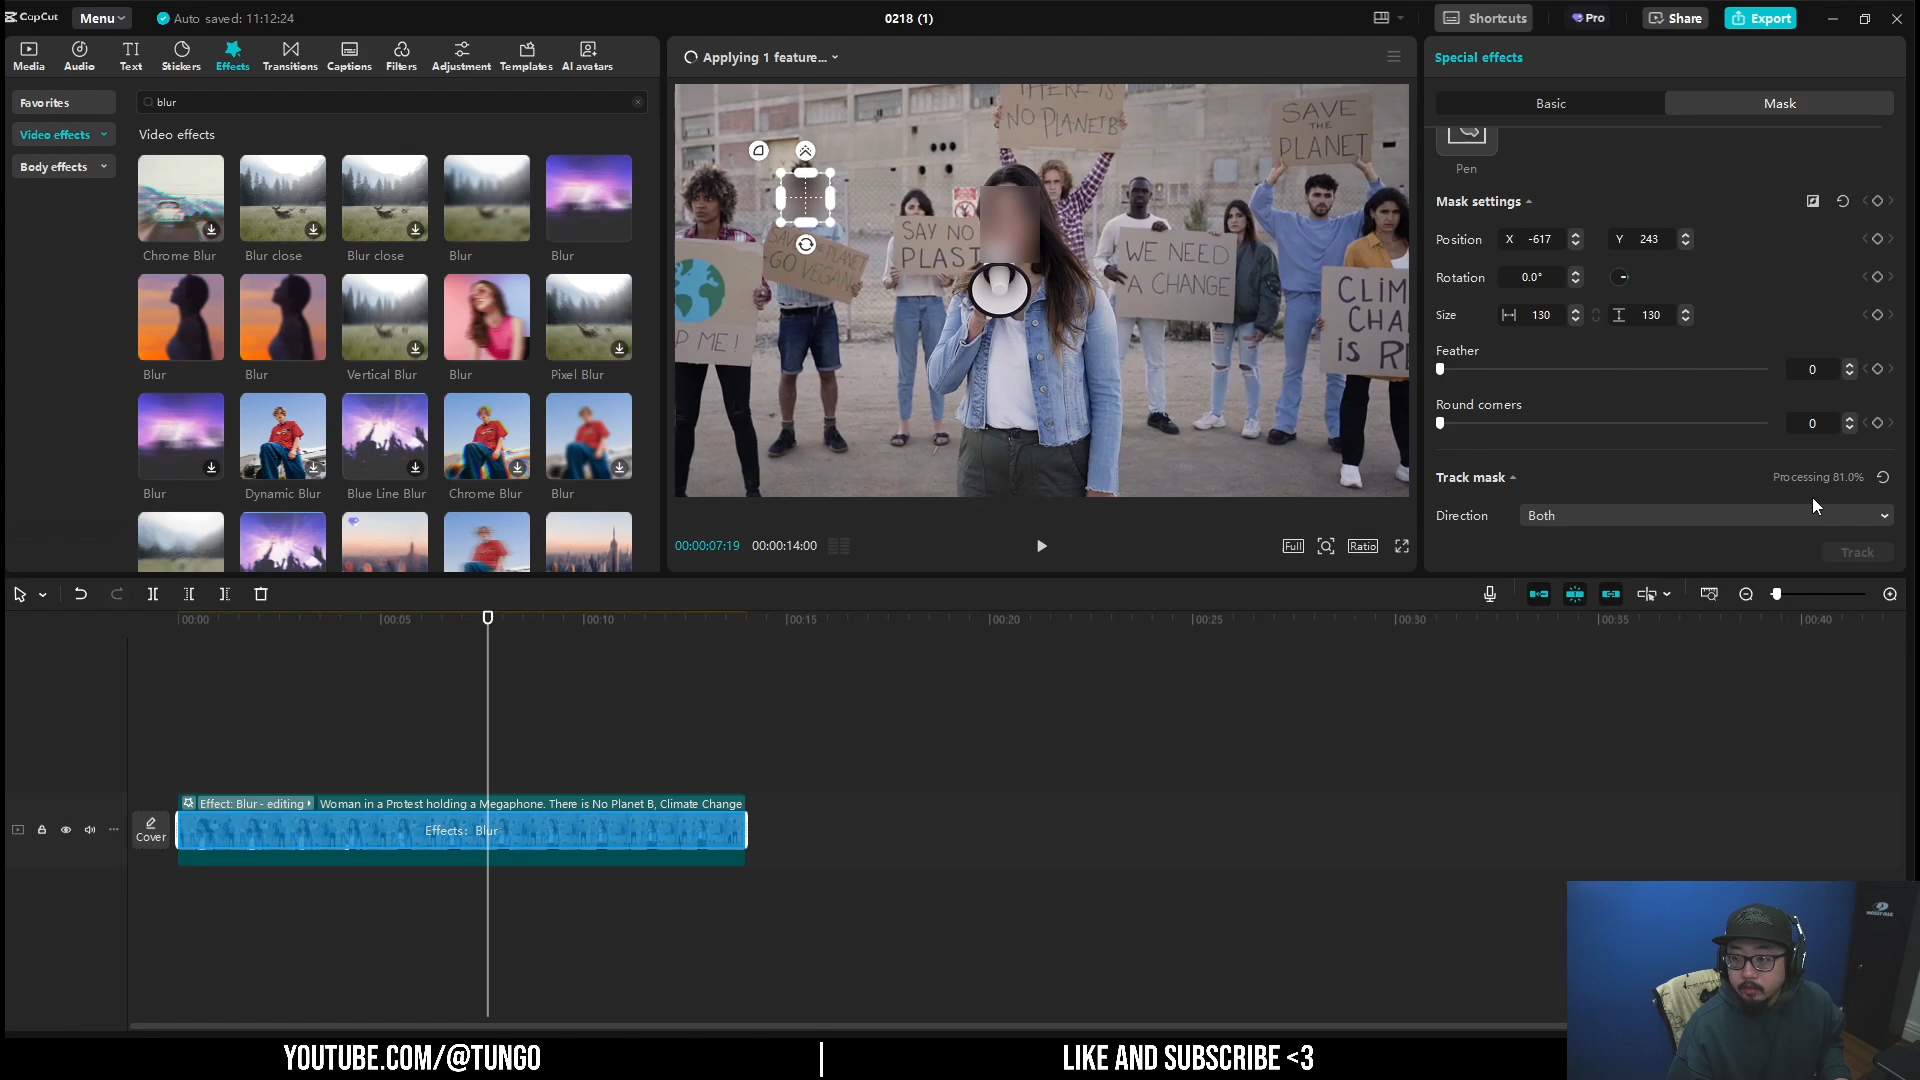 CapCut
Menu
Auto saved: 11:12:24
0218 (1)
Shortcuts
Pro
Share
Export
Media
Audio
TI
Text
Stickers
Effects
Transitions
Captions
Filters
Adjustment
Templates
AI avatars
Applying 1 feature...
Special effects
Favorites
blur
Basic
Mask
Video effects
Video effects
Body effects
Pen
Chrome Blur
Blur close
Blur close
Blur
Blur
Mask settings
Position
X -617
Y 243
Rotation
0.0°
Size
130
130
Blur
Blur
Vertical Blur
Blur
Pixel Blur
Feather
0
Round corners
0
Blur
Dynamic Blur
Blue Line Blur
Chrome Blur
Blur
Track mask
Processing 81.0%
Direction
Both
Track
THERE IS
NO PLANET B
SAVE
THE
PLANET
SAY NO
PLAST
WE NEED
A CHANGE
GO VEGAN
P ME!
CLIM
CHA
is RE
00:00:07:19
00:00:14:00
Full
Ratio
00:00
00:05
00:10
00:15
00:20
00:25
00:30
00:35
00:40
Cover
Effect: Blur - editing
Woman in a Protest holding a Megaphone. There is No Planet B, Climate Change
Effects: Blur
MOSSY OAK
YOUTUBE.COM/@TUNGO
|
LIKE AND SUBSCRIBE <3